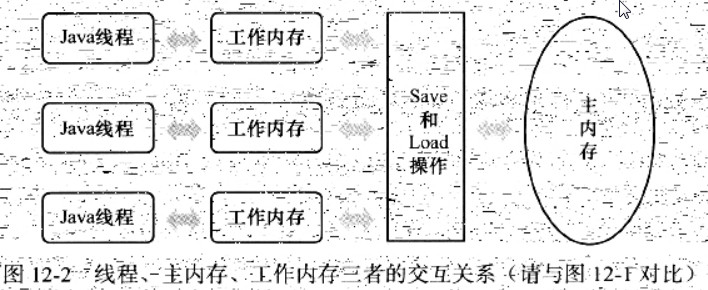 Java线程
工作内存
Java线程
工作内存
Java线程
工作内存
Save
和
Load
操作
主
内
存
图 12-2 线程、主内存、工作内存三者的交互关系（请与图 12-1 对比）